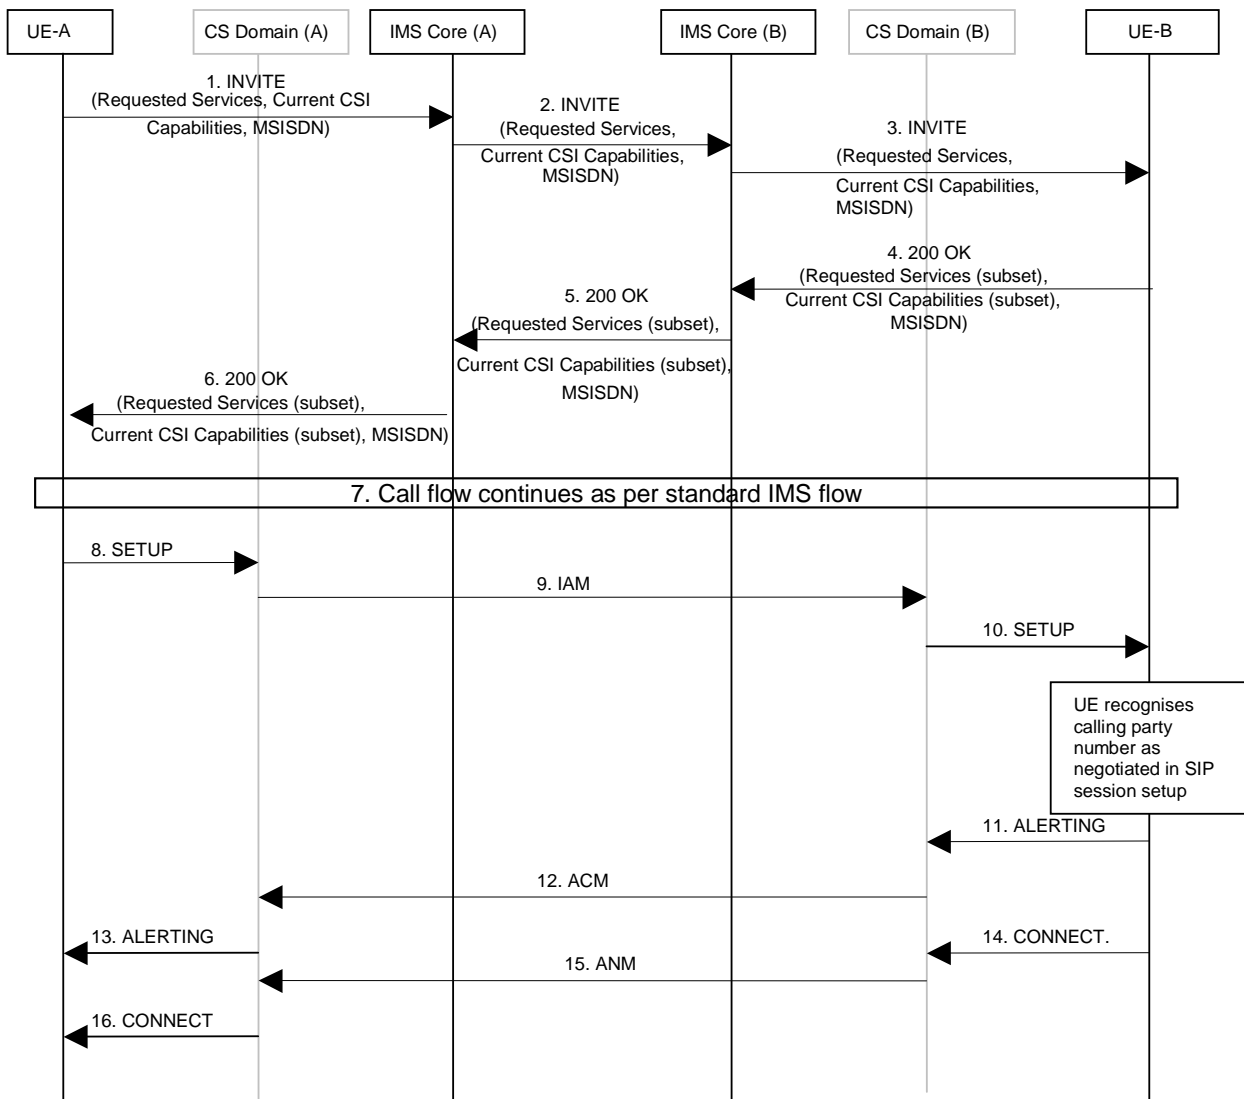 UE-A
CS Domain (A)
IMS Core (A)
IMS Core (B)
CS Domain (B)
UE-B
1. INVITE
(Requested Services, Current CSI
Capabilities, MSISDN)
2. INVITE
(Requested Services,
Current CSI Capabilities,
MSISDN)
3. INVITE
(Requested Services,
Current CSI Capabilities,
MSISDN)
4. 200 OK
(Requested Services (subset),
Current CSI Capabilities (subset),
MSISDN)
5. 200 OK
(Requested Services (subset),
Current CSI Capabilities (subset),
MSISDN)
6. 200 OK
(Requested Services (subset),
Current CSI Capabilities (subset), MSISDN)
7. Call flow continues as per standard IMS flow
8. SETUP
9. IAM
10. SETUP
UE recognises
calling party
number as
negotiated in SIP
session setup
11. ALERTING
12. ACM
13. ALERTING
14. CONNECT.
15. ANM
16. CONNECT